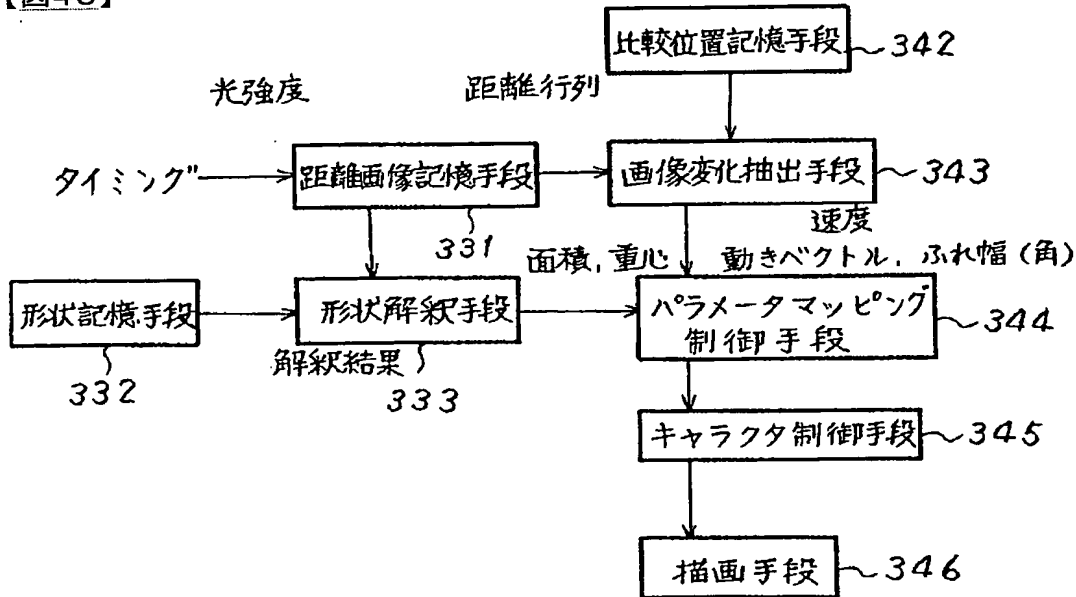 【図48】
比較位置記憶手段 342
光強度
距離行列
タイミング
距離画像記憶手段
画像変化抽出手段 343
331
速度
面積, 重心
動きベクトル, ふれ幅(角)
形状記憶手段
形状解釈手段
パラメータマッピング
制御手段
344
332
解釈結果
333
キャラクタ制御手段 345
描画手段 346